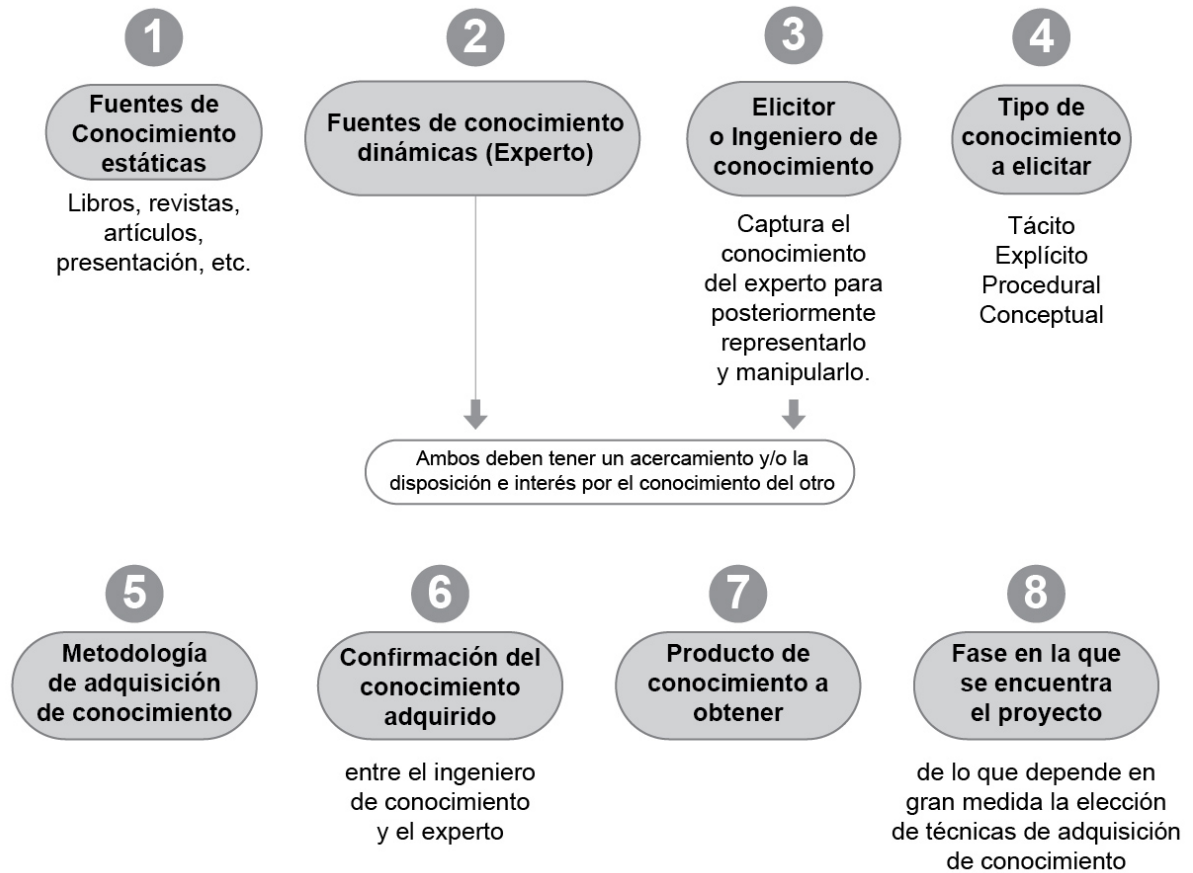 1
Fuentes de
Conocimiento
estáticas
Libros, revistas,
artículos,
presentación, etc.
2
Fuentes de conocimiento
dinámicas (Experto)
3
Elicitor
o Ingeniero de
conocimiento
Captura el
conocimiento
del experto para
posteriormente
representarlo
y manipularlo.
4
Tipo de
conocimiento
a elicitar
Tácito
Explícito
Procedural
Conceptual
Ambos deben tener un acercamiento y/o la
disposición e interés por el conocimiento del otro
5
Metodología
de adquisición
de conocimiento
6
Confirmación del
conocimiento
adquirido
entre el ingeniero
de conocimiento
y el experto
7
Producto de
conocimiento a
obtener
8
Fase en la que
se encuentra
el proyecto
de lo que depende en
gran medida la elección
de técnicas de adquisición
de conocimiento